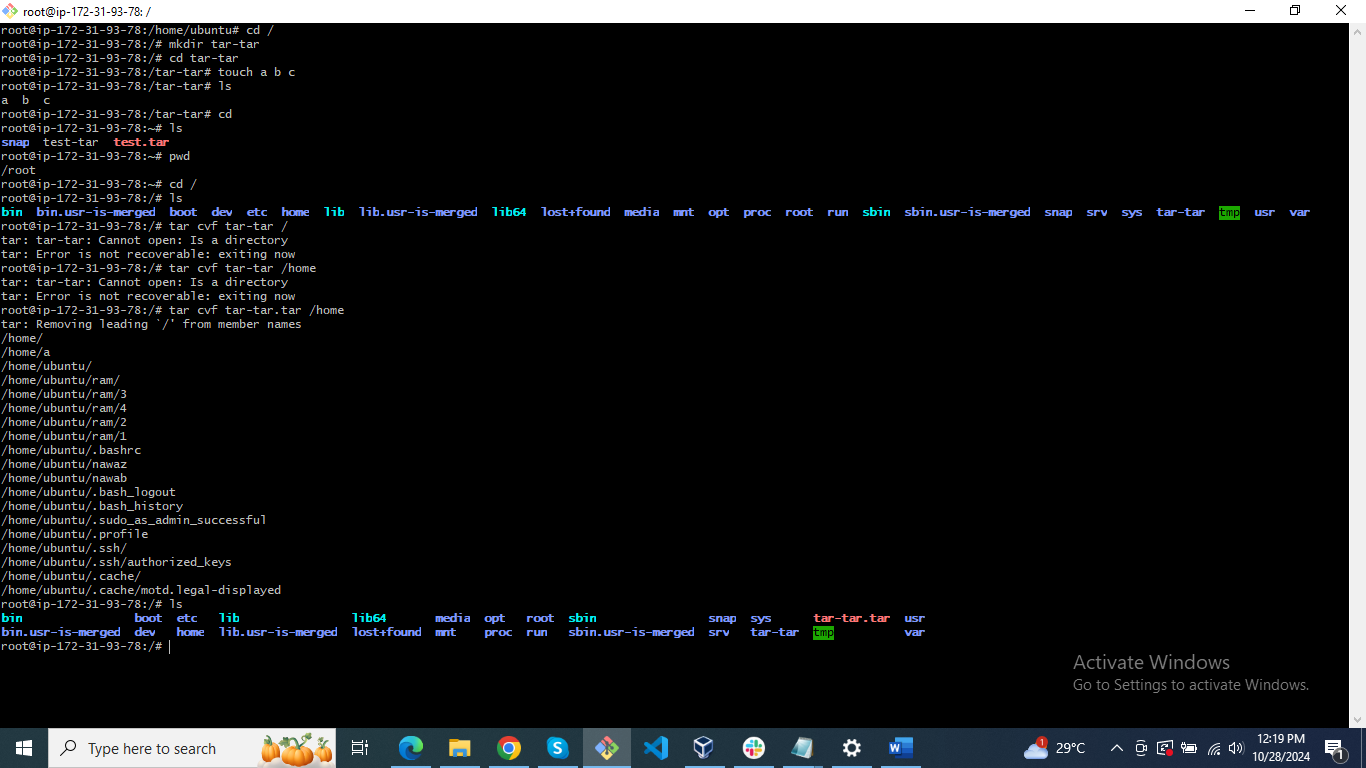 root@ip-172-31-93-78: /
root@ip-172-31-93-78:/home/ubuntu# cd /
root@ip-172-31-93-78:/# mkdir tar-tar
root@ip-172-31-93-78:/# cd tar-tar
root@ip-172-31-93-78:/tar-tar# touch a b c
root@ip-172-31-93-78:/tar-tar# ls
a  b  c
root@ip-172-31-93-78:/tar-tar# cd
root@ip-172-31-93-78:~# ls
snap  test-tar  test.tar
root@ip-172-31-93-78:~# pwd
/root
root@ip-172-31-93-78:~# cd /
root@ip-172-31-93-78:/# ls
bin  bin.usr-is-merged  boot  dev  etc  home  lib  lib.usr-is-merged  lib64  lost+found  media  mnt  opt  proc  root  run  sbin  sbin.usr-is-merged  snap  srv  sys  tar-tar  tmp  usr  var
root@ip-172-31-93-78:/# tar cvf tar-tar /
tar: tar-tar: Cannot open: Is a directory
tar: Error is not recoverable: exiting now
root@ip-172-31-93-78:/# tar cvf tar-tar /home
tar: tar-tar: Cannot open: Is a directory
tar: Error is not recoverable: exiting now
root@ip-172-31-93-78:/# tar cvf tar-tar.tar /home
tar: Removing leading `/' from member names
/home/
/home/a
/home/ubuntu/
/home/ubuntu/ram/
/home/ubuntu/ram/3
/home/ubuntu/ram/4
/home/ubuntu/ram/2
/home/ubuntu/ram/1
/home/ubuntu/.bashrc
/home/ubuntu/nawaz
/home/ubuntu/nawab
/home/ubuntu/.bash_logout
/home/ubuntu/.bash_history
/home/ubuntu/.sudo_as_admin_successful
/home/ubuntu/.profile
/home/ubuntu/.ssh/
/home/ubuntu/.ssh/authorized_keys
/home/ubuntu/.cache/
/home/ubuntu/.cache/motd.legal-displayed
root@ip-172-31-93-78:/# ls
bin                boot  etc   lib                lib64       media  opt   root  sbin                snap  sys      tar-tar.tar  usr
bin.usr-is-merged  dev   home  lib.usr-is-merged  lost+found  mnt    proc  run   sbin.usr-is-merged  srv   tar-tar  tmp          var
root@ip-172-31-93-78:/#
Activate Windows
Go to Settings to activate Windows.
Type here to search
1
29°C
12:19 PM
10/28/2024
1